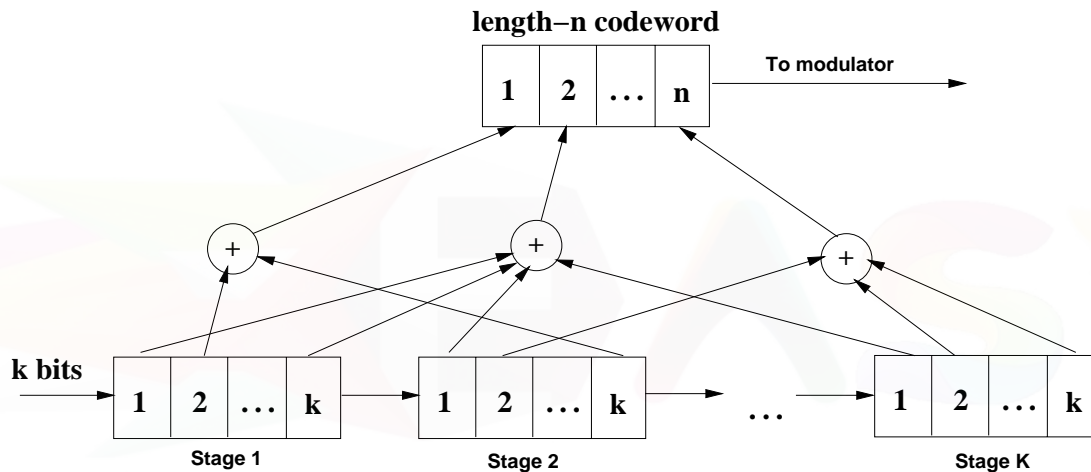 length−n codeword
1 2 ... n
To modulator
+ + +
k bits
1 2 ... k
1 2 ... k
...
1 2 ... k
Stage 1
Stage 2
Stage K